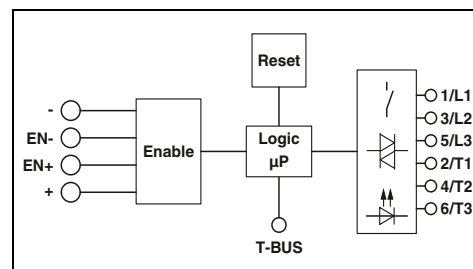 Reset
-
EN-
EN+
+
Enable
Logic
µP
T-BUS
1/L1
3/L2
5/L3
2/T1
4/T2
6/T3